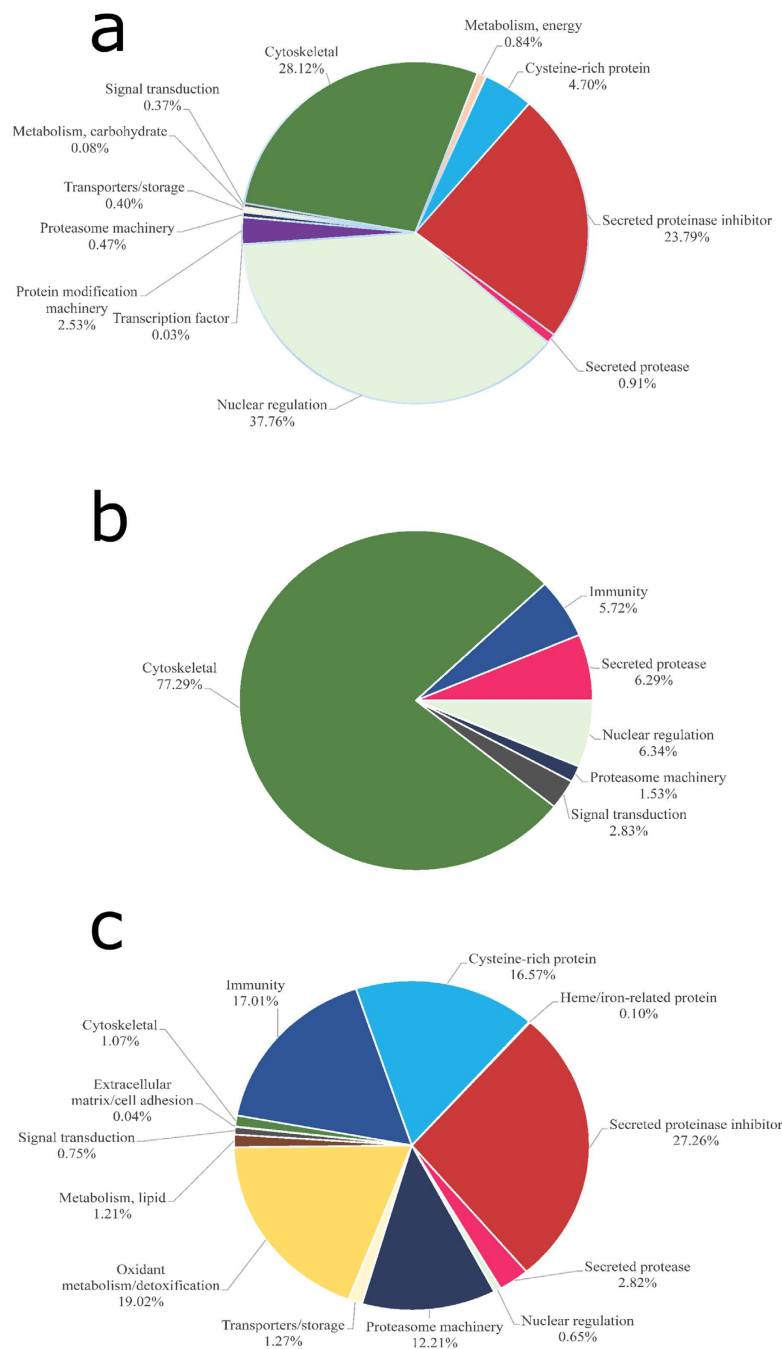 a
Metabolism, energy
0.84%
Cytoskeletal
28.12%
Cysteine-rich protein
4.70%
Signal transduction
0.37%
Metabolism, carbohydrate
0.08%
Transporters/storage
0.40%
Secreted proteinase inhibitor
23.79%
Proteasome machinery
0.47%
Protein modification
machinery
2.53%
Transcription factor
0.03%
Secreted protease
0.91%
Nuclear regulation
37.76%
b
Immunity
5.72%
Cytoskeletal
77.29%
Secreted protease
6.29%
Nuclear regulation
6.34%
Proteasome machinery
1.53%
Signal transduction
2.83%
c
Cysteine-rich protein
16.57%
Immunity
17.01%
Heme/iron-related protein
0.10%
Cytoskeletal
1.07%
Extracellular
matrix/cell adhesion
0.04%
Secreted proteinase inhibitor
27.26%
Signal transduction
0.75%
Metabolism, lipid
1.21%
Oxidant
metabolism/detoxification
19.02%
Secreted protease
2.82%
Nuclear regulation
0.65%
Transporters/storage
1.27%
Proteasome machinery
12.21%